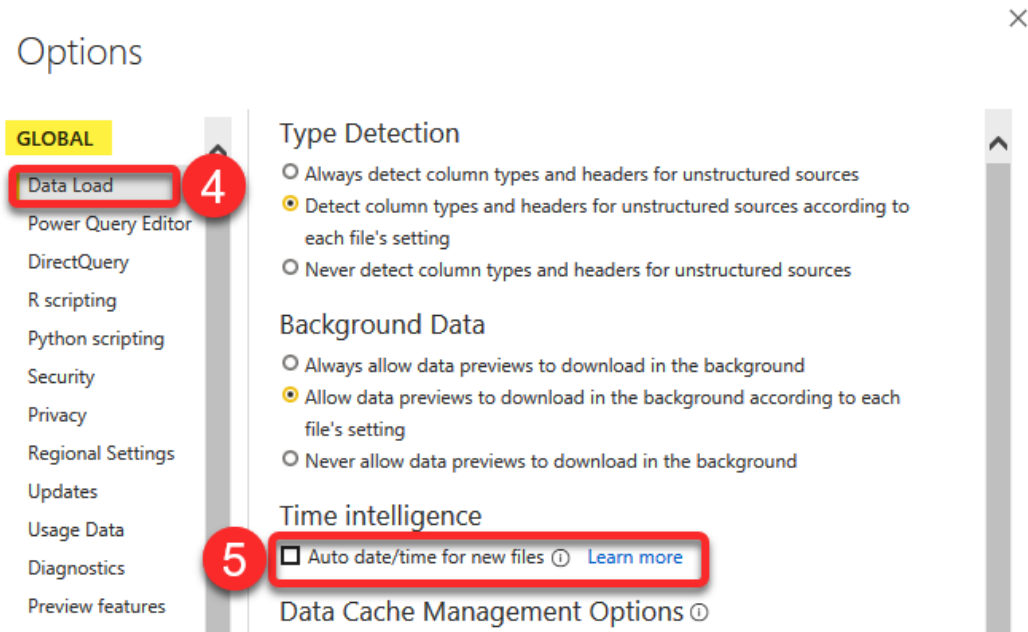 Options
GLOBAL
Data Load
4
Power Query Editor
DirectQuery
R scripting
Python scripting
Security
Privacy
Regional Settings
Updates
Usage Data
Diagnostics
Preview features
Type Detection
Always detect column types and headers for unstructured sources
Detect column types and headers for unstructured sources according to
each file's setting
Never detect column types and headers for unstructured sources
Background Data
Always allow data previews to download in the background
Allow data previews to download in the background according to each
file's setting
Never allow data previews to download in the background
Time intelligence
5
Auto date/time for new files Learn more
Data Cache Management Options